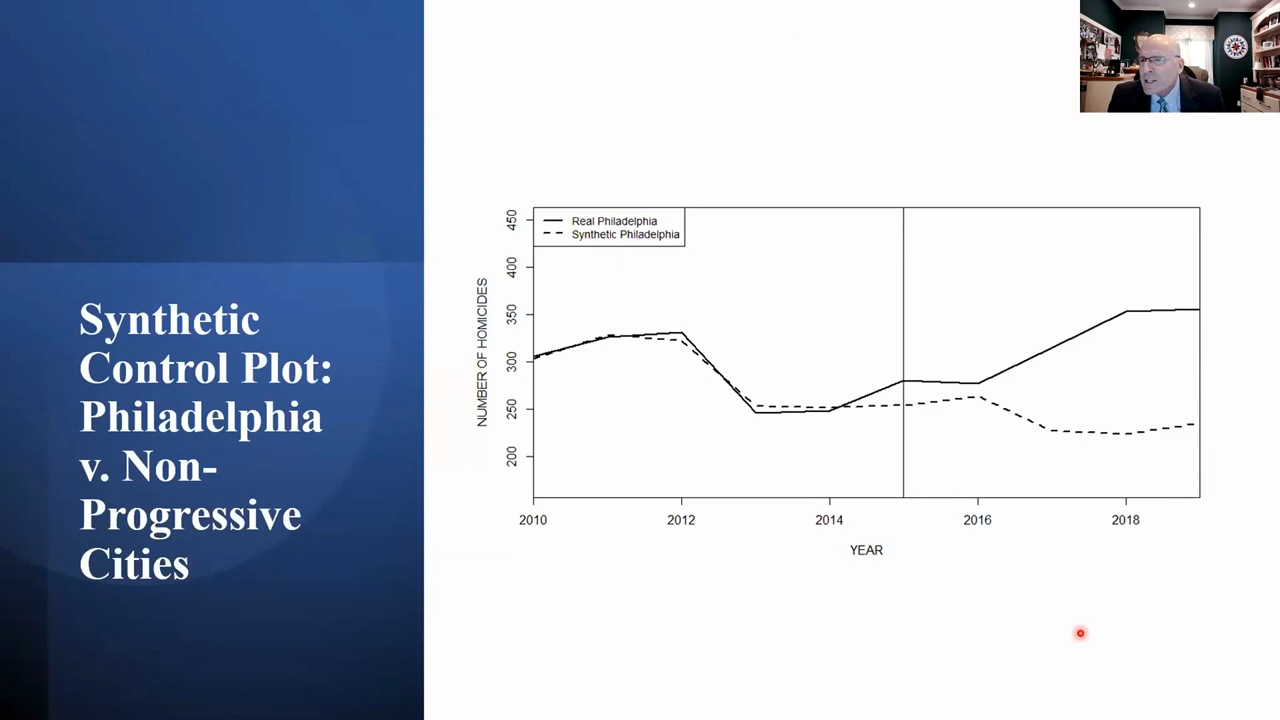 Synthetic
Control Plot:
Philadelphia
v. Non-
Progressive
Cities
Real Philadelphia
Synthetic Philadelphia
NUMBER OF HOMICIDES
450
400
350
300
250
200
2010
2012
2014
2016
2018
YEAR